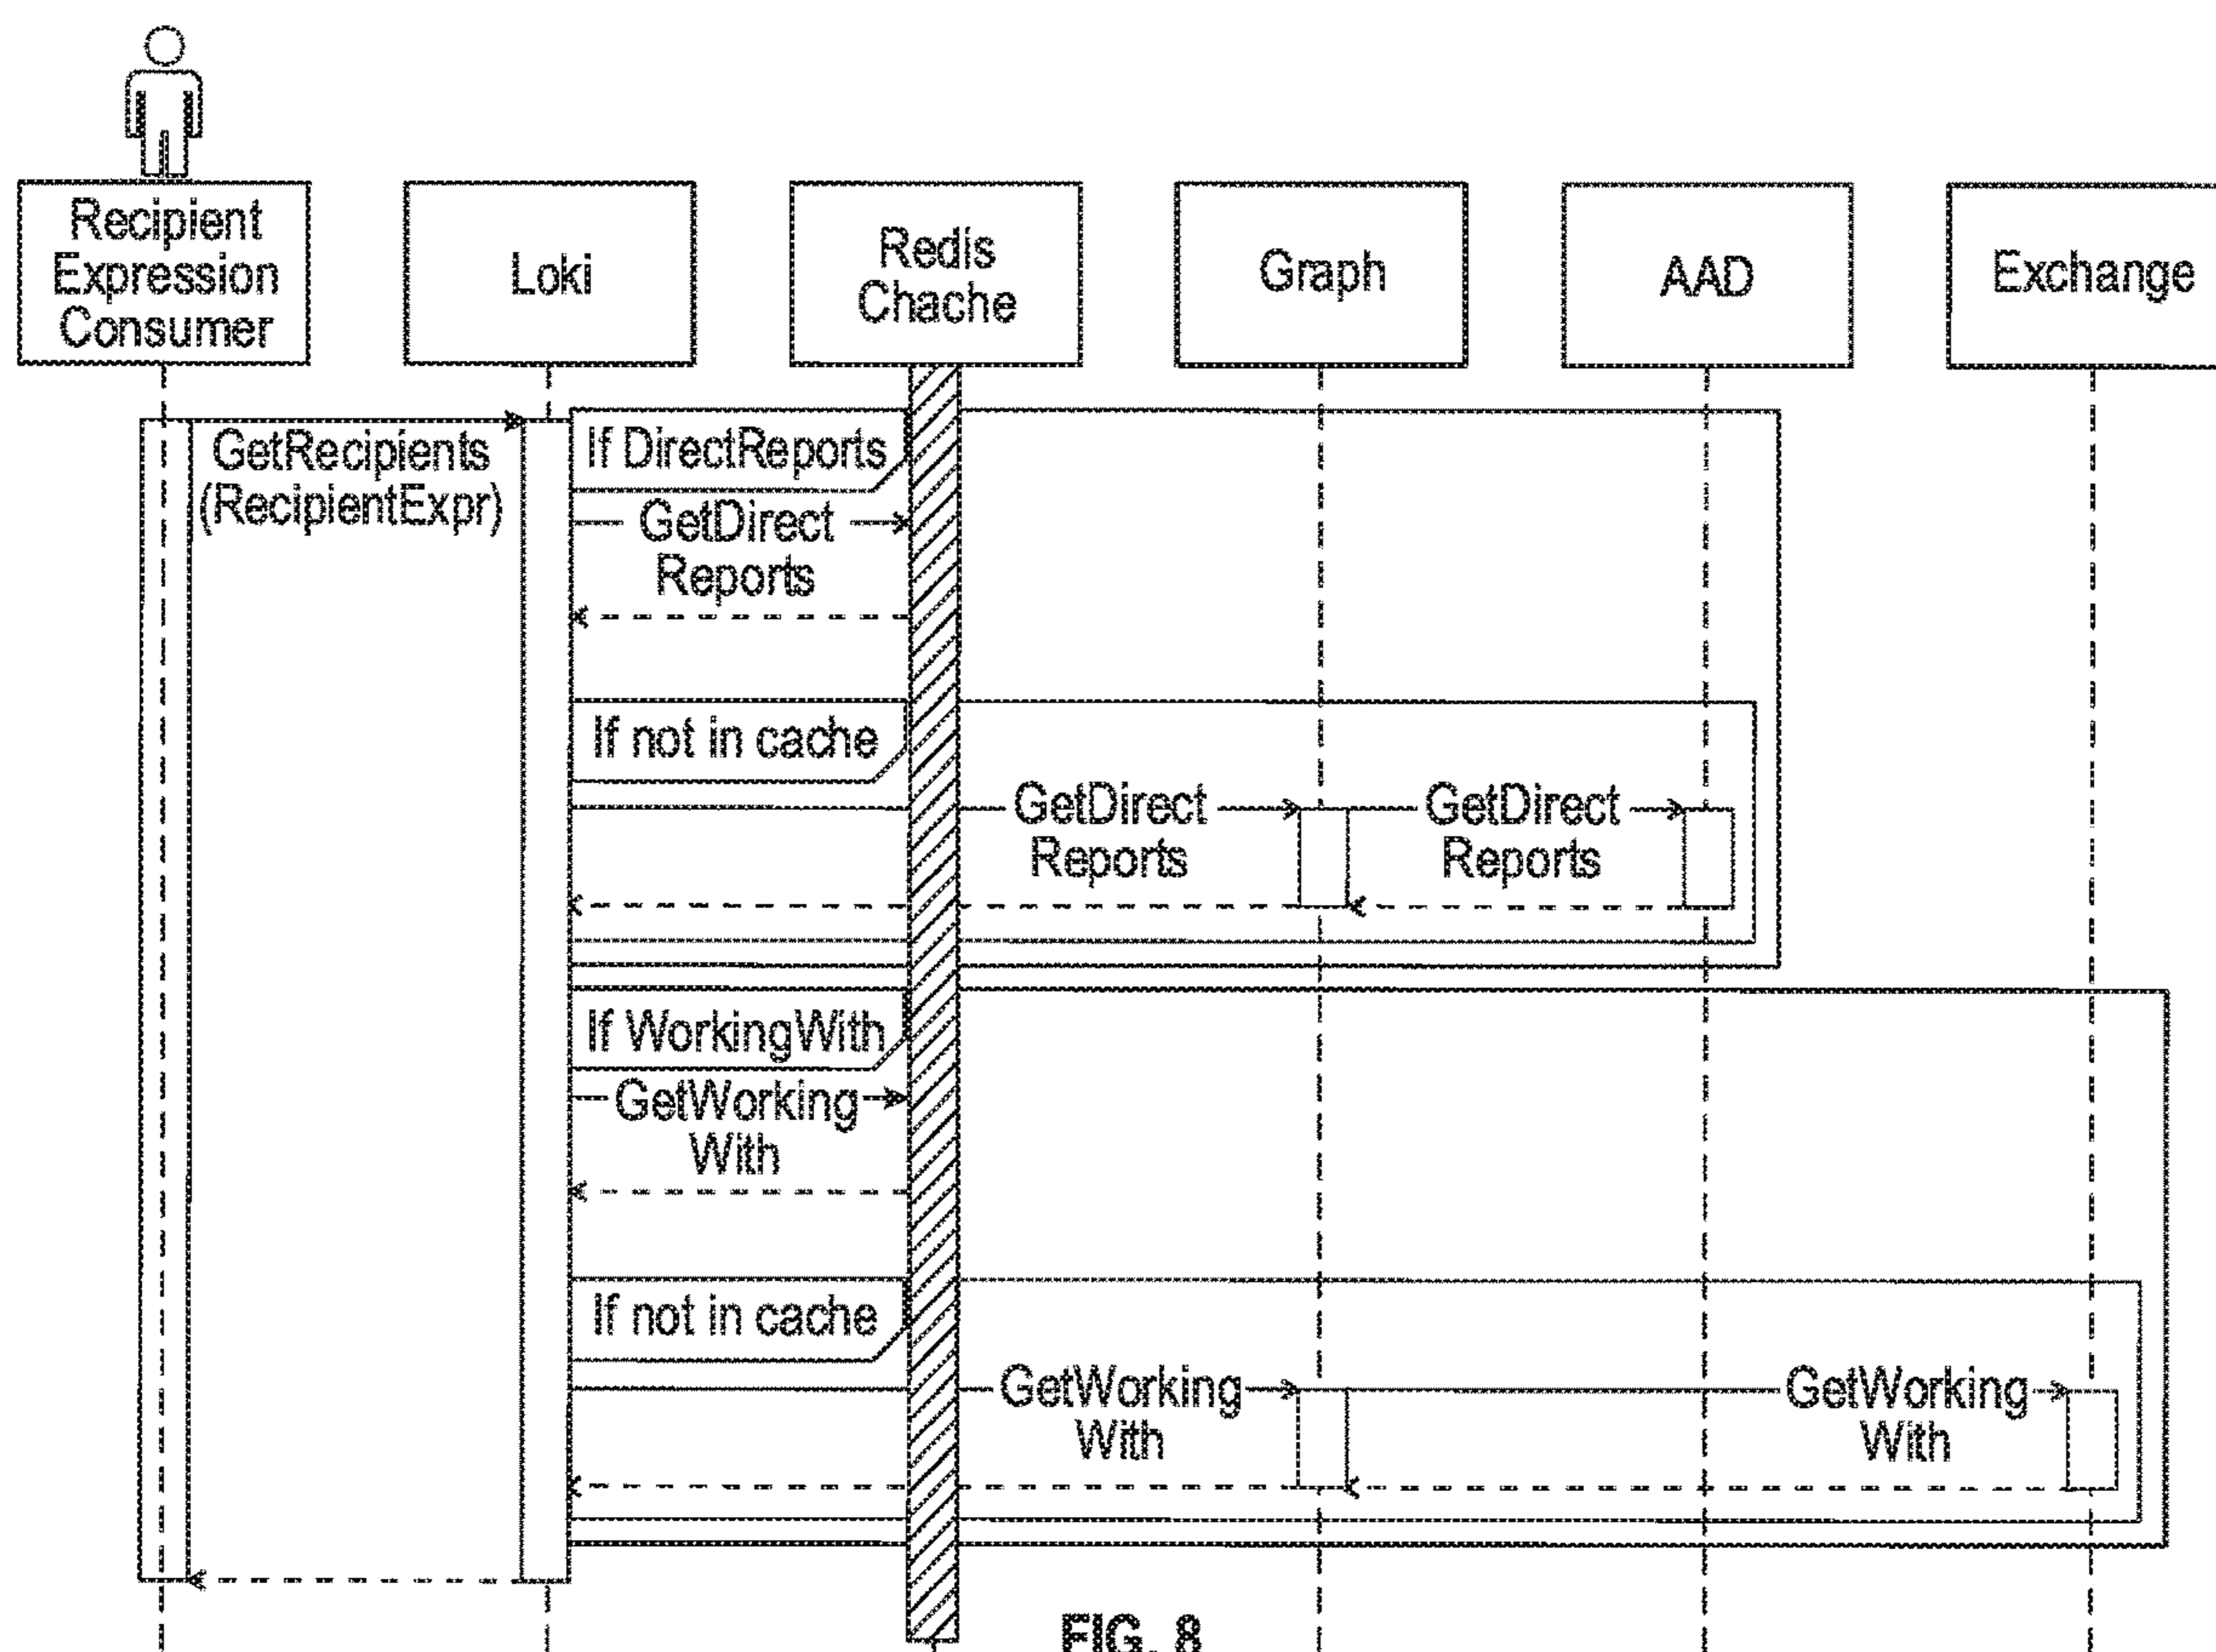 Recipient
Expression
Consumer
Loki
Redis
Chache
Graph
AAD
Exchange
GetRecipients
(RecipientExpr)
If DirectReports
GetDirect
Reports
If not in cache
GetDirect
Reports
GetDirect
Reports
If WorkingWith
GetWorking
With
If not in cache
GetWorking
With
GetWorking
With
FIG. 8